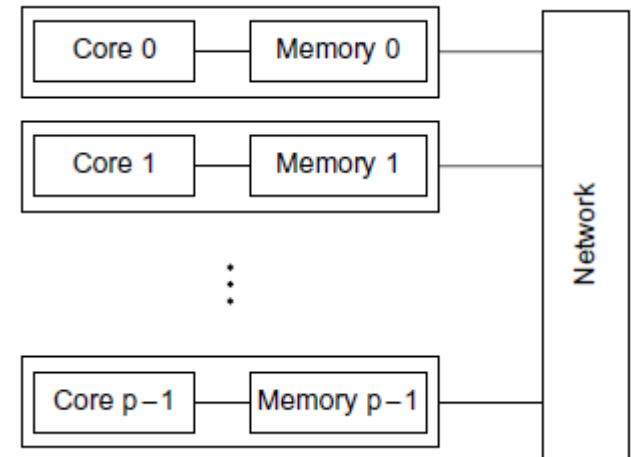 Core 0
Memory 0
Core 1
Memory 1
Network
Core p−1
Memory p−1